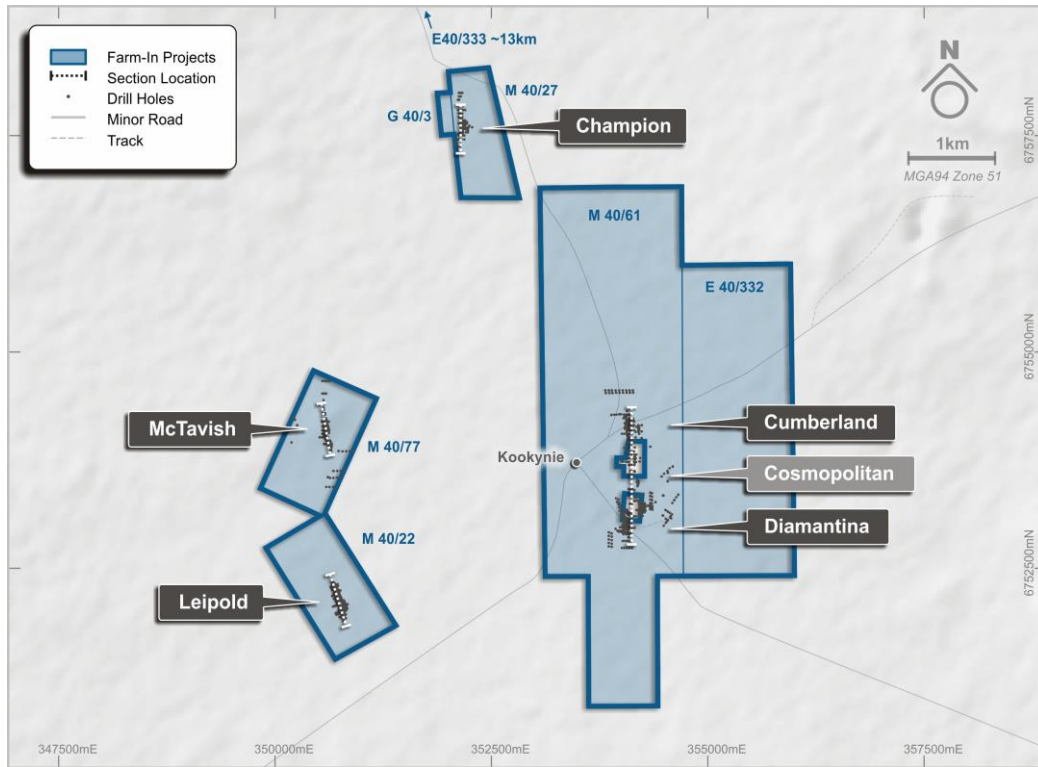 Farm-In Projects
Section Location
Drill Holes
Minor Road
Track
E40/333 ~13km
M 40/27
G 40/3
Champion
N
1km
MGA94 Zone 51
6757500mN
M 40/61
E 40/332
6755000mN
McTavish
M 40/77
Kookynie
Cumberland
Cosmopolitan
Diamantina
M 40/22
6752500mN
Leipold
347500mE
350000mE
352500mE
355000mE
357500mE